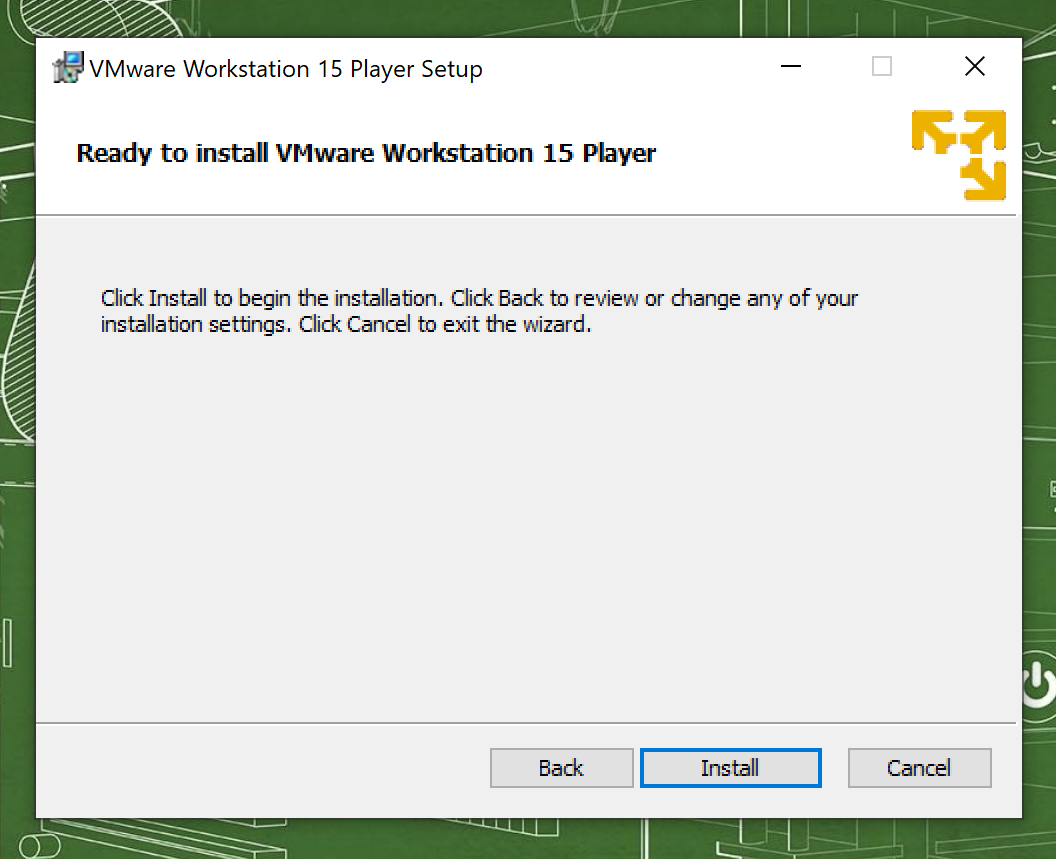 VMware Workstation 15 Player Setup
Ready to install VMware Workstation 15 Player
Click Install to begin the installation. Click Back to review or change any of your
installation settings. Click Cancel to exit the wizard.
Back
Install
Cancel